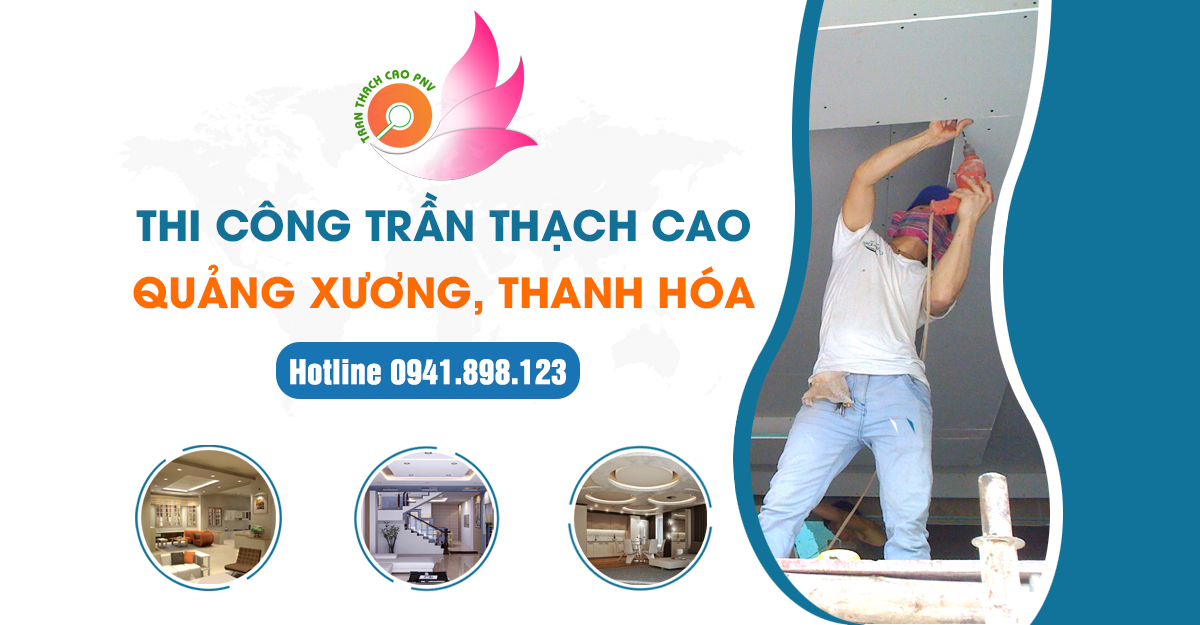 TRAN THACH CAO PNV
THI CÔNG TRẦN THẠCH CAO
QUẢNG XƯƠNG, THANH HÓA
Hotline 0941.898.123